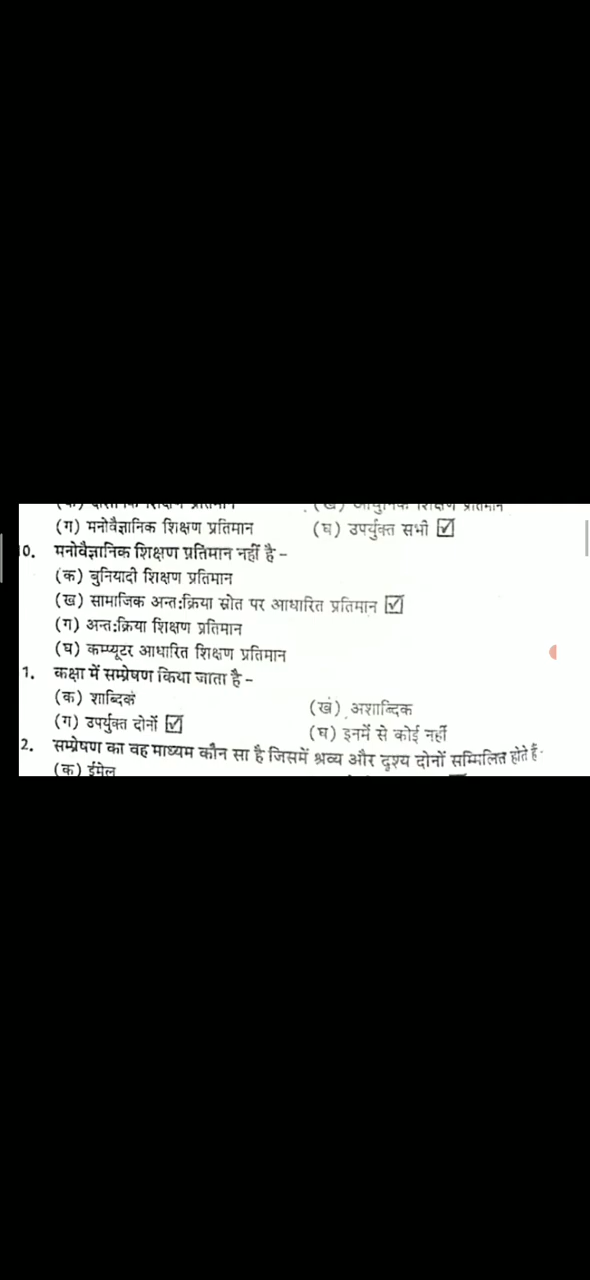 (ग) मनोवैज्ञानिक शिक्षण प्रतिमान (घ) उपर्युक्त सभी ☑
0. मनोवैज्ञानिक शिक्षण प्रतिमान नहीं है –
(क) बुनियादी शिक्षण प्रतिमान
(ख) सामाजिक अन्त:क्रिया स्रोत पर आधारित प्रतिमान ☑
(ग) अन्त:क्रिया शिक्षण प्रतिमान
(घ) कम्प्यूटर आधारित शिक्षण प्रतिमान
1. कक्षा में सम्प्रेषण किया जाता है –
(क) शाब्दिक (ख) अशाब्दिक
(ग) उपर्युक्त दोनों ☑ (घ) इनमें से कोई नहीं
2. सम्प्रेषण का वह माध्यम कौन सा है जिसमें श्रव्य और दृश्य दोनों सम्मिलित होते हैं-
(क) ईमेल